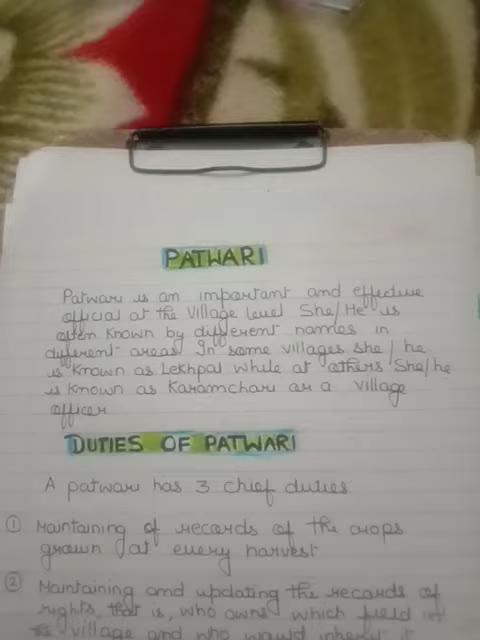 PATWARI
Patwari is an important and effective
official at the village level She/He is
often known by different names in
different areas In some villages she / he
is known as Lekhpal while at others She/he
is known as Karamchari or a village
officer
DUTIES OF PATWARI
A patwari has 3 chief duties
① Maintaining of records of the crops
grown at every harvest
② Maintaining and updating the records of
rights, that is, who owns which field in
the village and who would inherit